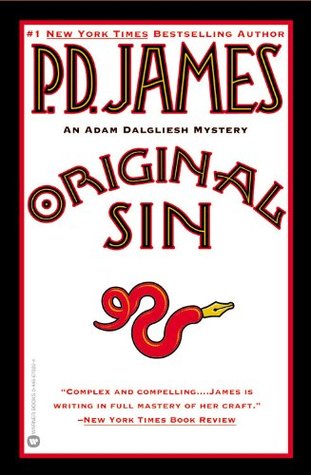 #1 NEW YORK TIMES BESTSELLING AUTHOR
P.D. JAMES
AN ADAM DALGLIESH MYSTERY
ORIGINAL
SIN
"COMPLEX AND COMPELLING....JAMES IS
WRITING IN FULL MASTERY OF HER CRAFT."
–NEW YORK TIMES BOOK REVIEW